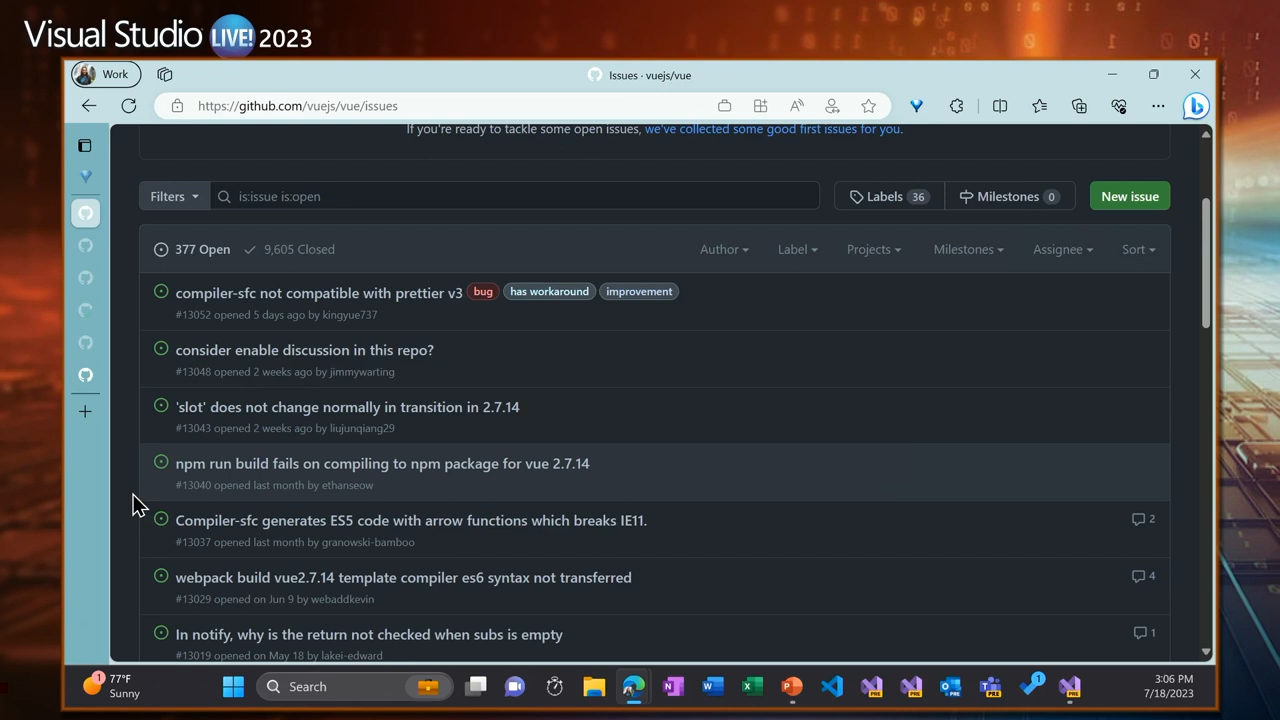 Visual Studio LIVE! 2023
Work
Issues · vuejs/vue
https://github.com/vuejs/vue/issues
If you're ready to tackle some open issues, we've collected some good first issues for you.
Filters
is:issue is:open
Labels 36
Milestones 0
New issue
377 Open
9,605 Closed
Author
Label
Projects
Milestones
Assignee
Sort
compiler-sfc not compatible with prettier v3 bug has workaround improvement
#13052 opened 5 days ago by kingyue737
consider enable discussion in this repo?
#13048 opened 2 weeks ago by jimmywarting
'slot' does not change normally in transition in 2.7.14
#13043 opened 2 weeks ago by liujunqiang29
npm run build fails on compiling to npm package for vue 2.7.14
#13040 opened last month by ethanseow
Compiler-sfc generates ES5 code with arrow functions which breaks IE11.
2
#13037 opened last month by granowski-bamboo
webpack build vue2.7.14 template compiler es6 syntax not transferred
4
#13029 opened on Jun 9 by webaddkevin
In notify, why is the return not checked when subs is empty
1
#13019 opened on May 18 by lakei-edward
1
77°F
Sunny
Search
1
3:06 PM
7/18/2023